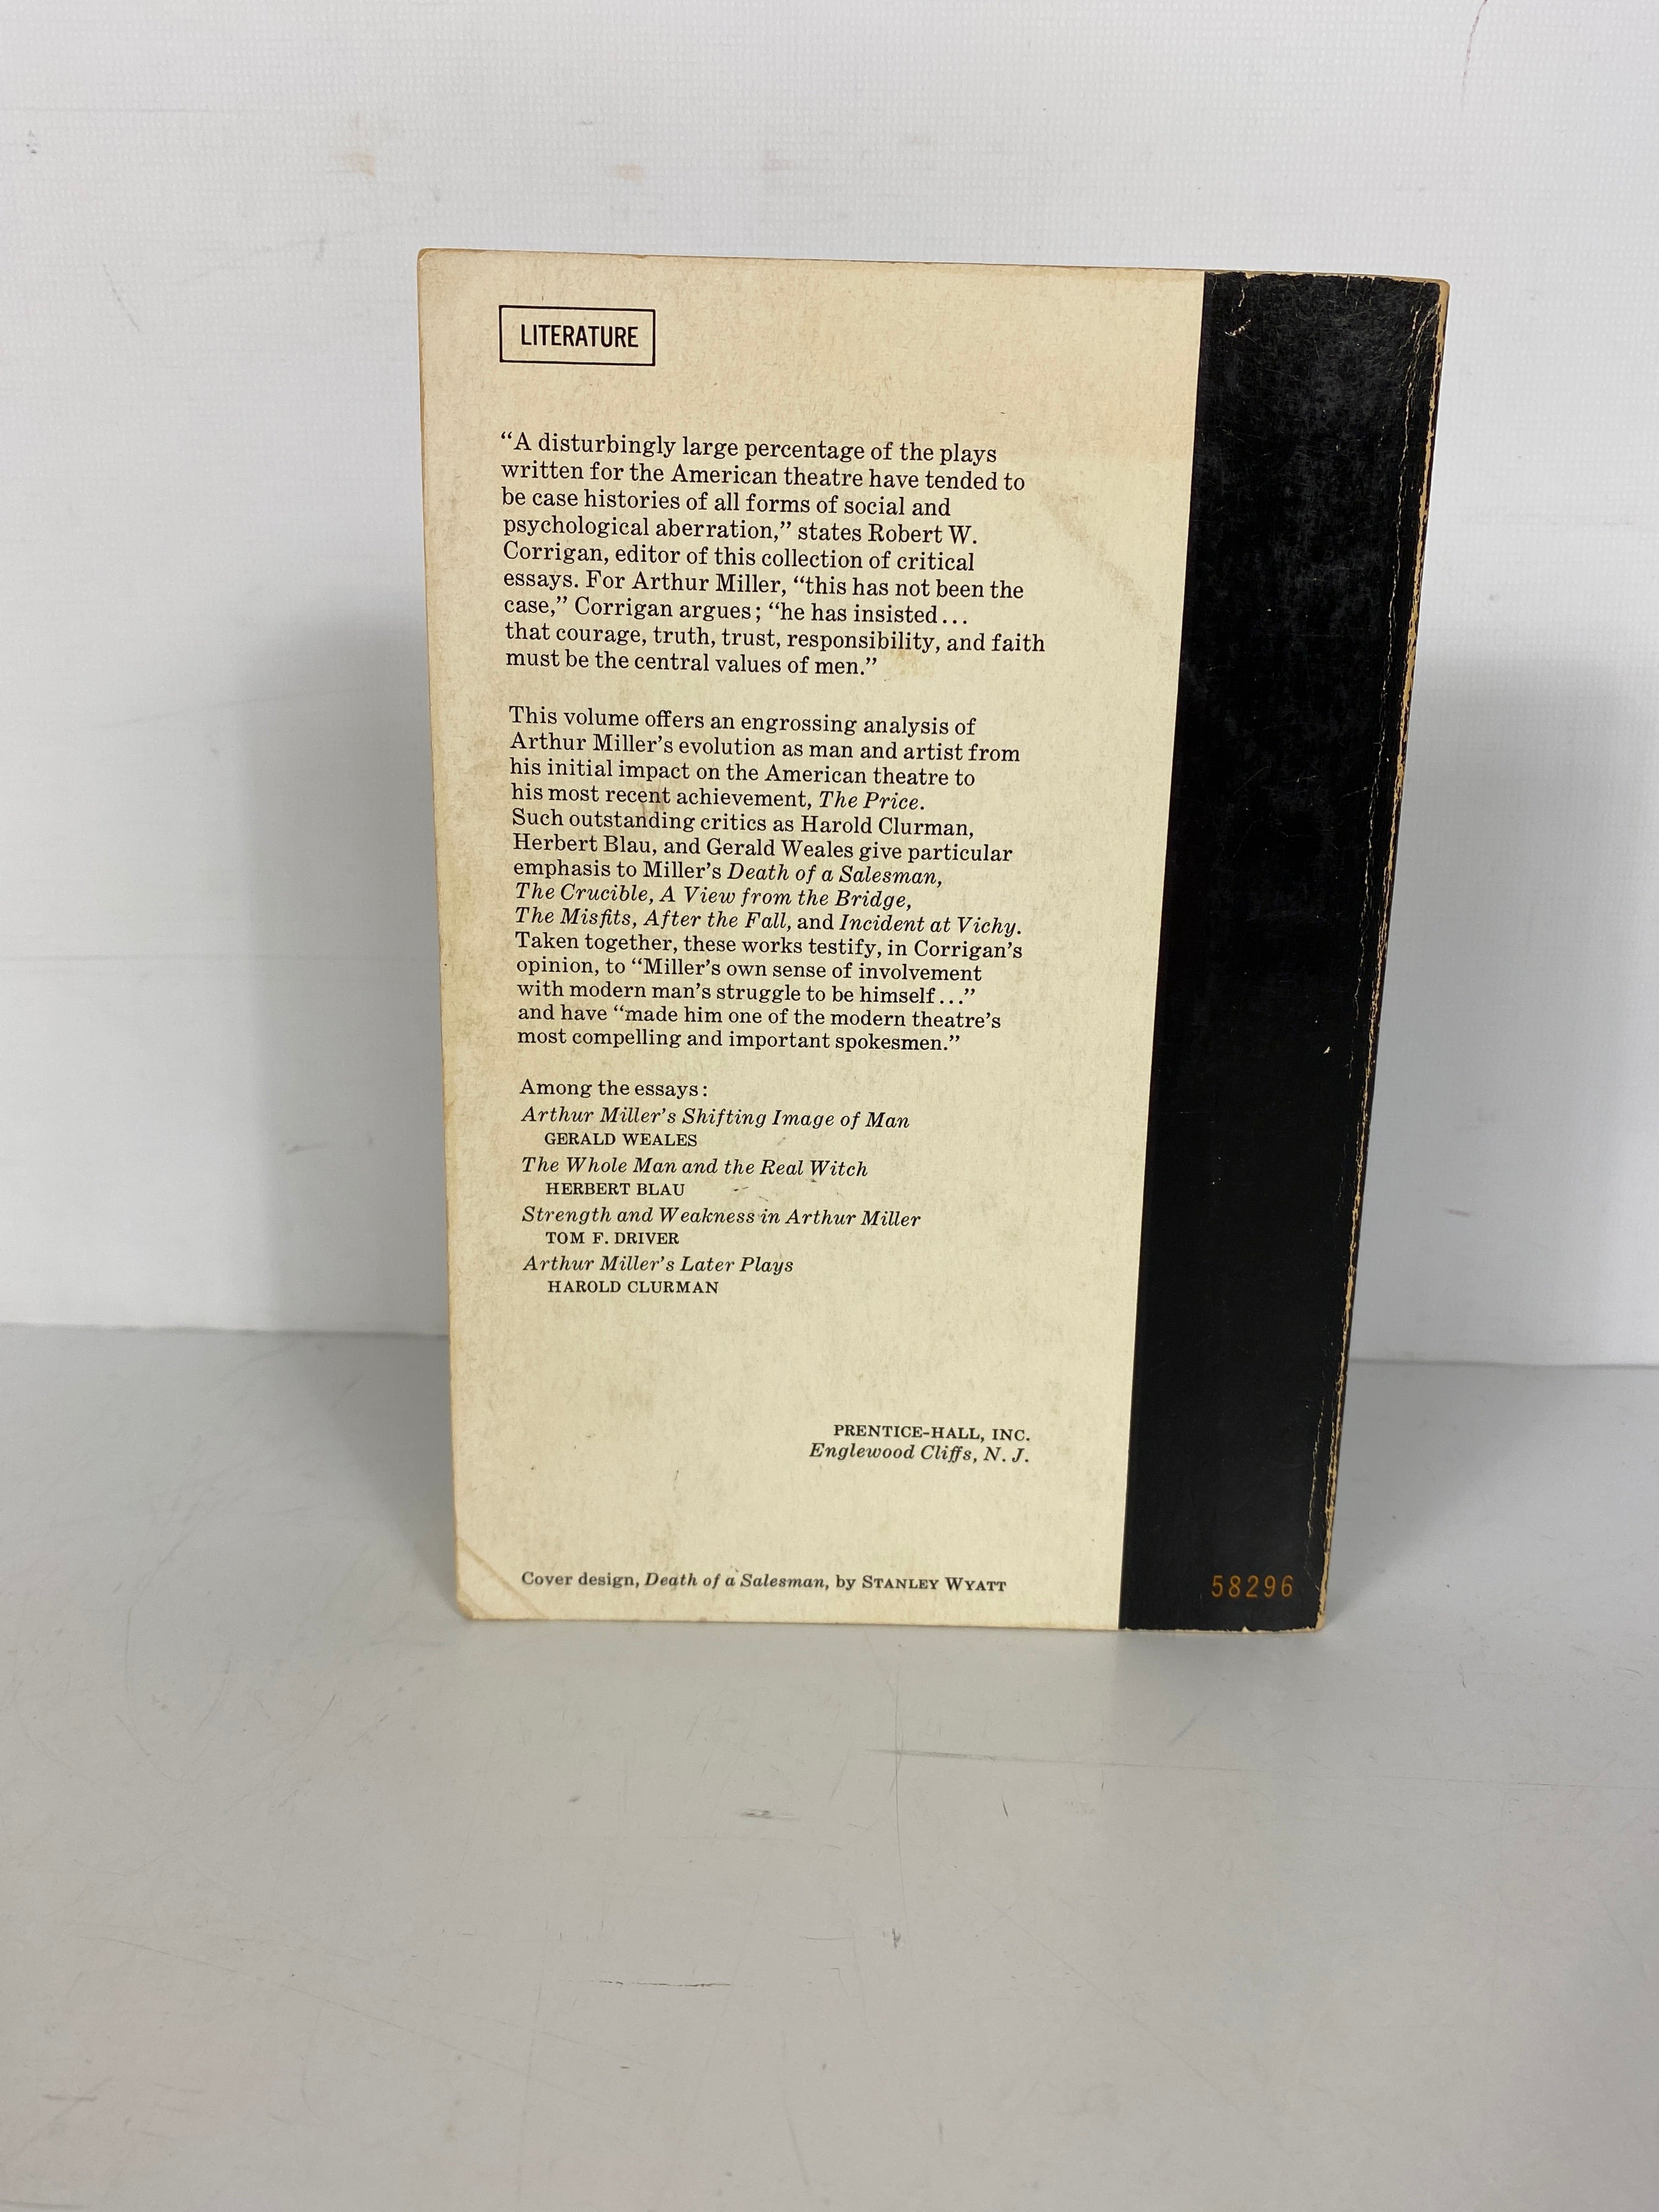 LITERATURE
“A disturbingly large percentage of the plays
written for the American theatre have tended to
be case histories of all forms of social and
psychological aberration,” states Robert W.
Corrigan, editor of this collection of critical
essays. For Arthur Miller, “this has not been the
case,” Corrigan argues; “he has insisted...
that courage, truth, trust, responsibility, and faith
must be the central values of men.”
This volume offers an engrossing analysis of
Arthur Miller’s evolution as man and artist from
his initial impact on the American theatre to
his most recent achievement, The Price.
Such outstanding critics as Harold Clurman,
Herbert Blau, and Gerald Weales give particular
emphasis to Miller’s Death of a Salesman,
The Crucible, A View from the Bridge,
The Misfits, After the Fall, and Incident at Vichy.
Taken together, these works testify, in Corrigan’s
opinion, to “Miller’s own sense of involvement
with modern man’s struggle to be himself...”
and have “made him one of the modern theatre’s
most compelling and important spokesmen.”
Among the essays:
Arthur Miller’s Shifting Image of Man
GERALD WEALES
The Whole Man and the Real Witch
HERBERT BLAU
Strength and Weakness in Arthur Miller
TOM F. DRIVER
Arthur Miller’s Later Plays
HAROLD CLURMAN
PRENTICE-HALL, INC.
Englewood Cliffs, N. J.
Cover design, Death of a Salesman, by STANLEY WYATT
58296